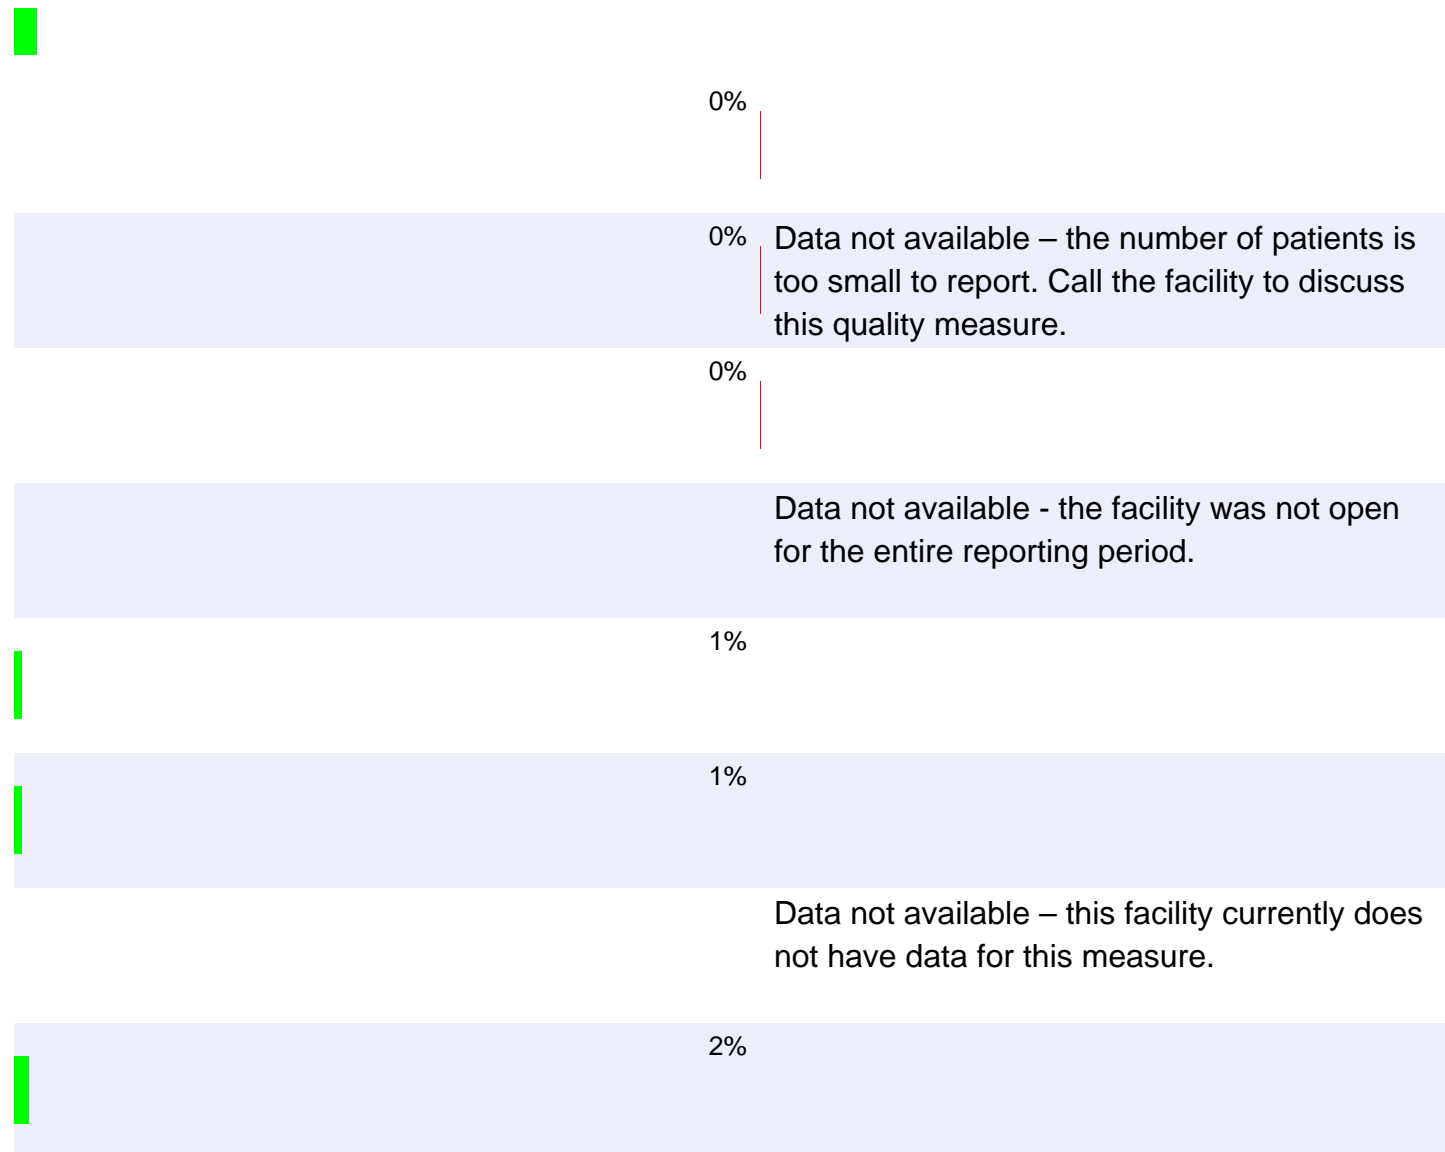 0%
0%
Data not available – the number of patients is
too small to report. Call the facility to discuss
this quality measure.
0%
Data not available - the facility was not open
for the entire reporting period.
1%
1%
Data not available – this facility currently does
not have data for this measure.
2%